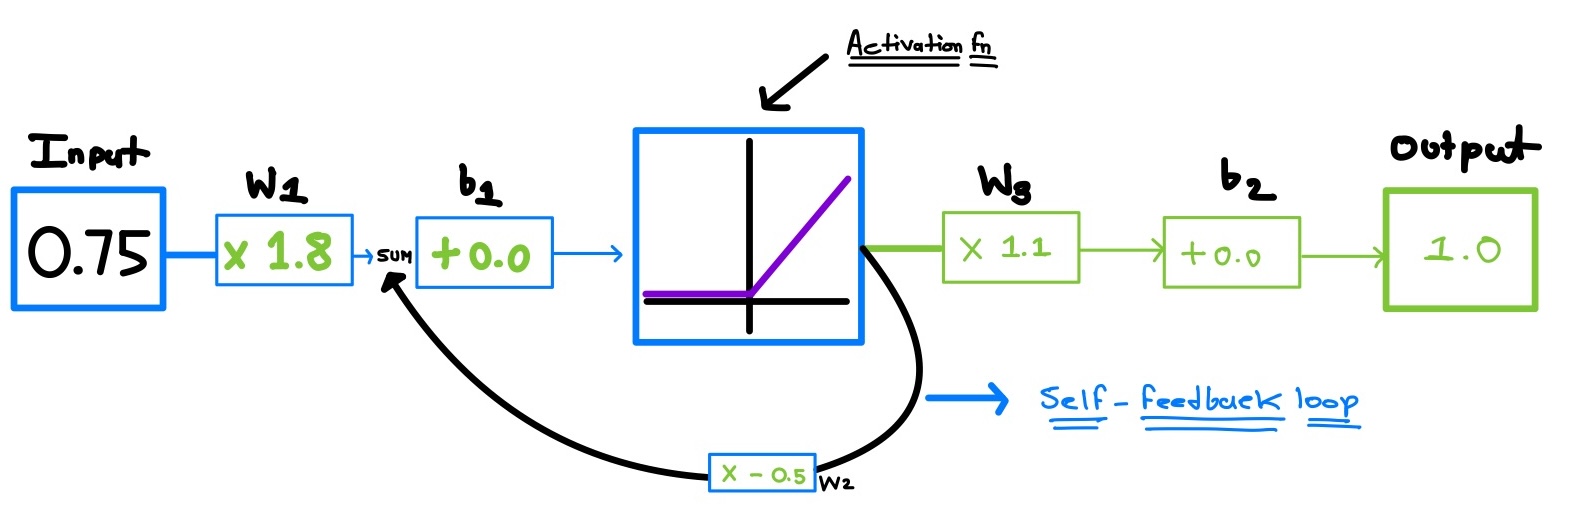 Activation fn
Input
W1
b1
W3
b2
Output
0.75
x 1.8
SUM
+0.0
x 1.1
+0.0
1.0
Self-feedback loop
x -0.5
W2